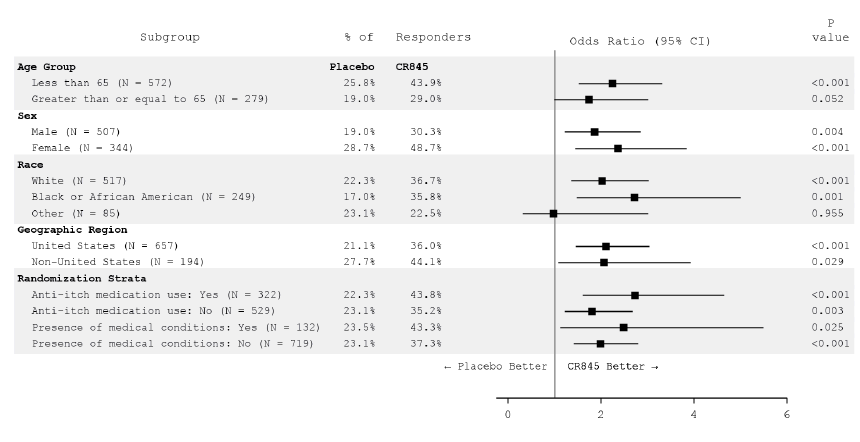 P
Subgroup % of Responders Odds Ratio (95% CI) value
Age Group Placebo CR845
Less than 65 (N = 572) 25.8% 43.9% <0.001
Greater than or equal to 65 (N = 279) 19.0% 29.0% 0.052
Sex
Male (N = 507) 19.0% 30.3% 0.004
Female (N = 344) 28.7% 48.7% <0.001
Race
White (N = 517) 22.3% 36.7% <0.001
Black or African American (N = 249) 17.0% 35.8% 0.001
Other (N = 85) 23.1% 22.5% 0.955
Geographic Region
United States (N = 657) 21.1% 36.0% <0.001
Non-United States (N = 194) 27.7% 44.1% 0.029
Randomization Strata
Anti-itch medication use: Yes (N = 322) 22.3% 43.8% <0.001
Anti-itch medication use: No (N = 529) 23.1% 35.2% 0.003
Presence of medical conditions: Yes (N = 132) 23.5% 43.3% 0.025
Presence of medical conditions: No (N = 719) 23.1% 37.3% <0.001
← Placebo Better CR845 Better →
0 2 4 6